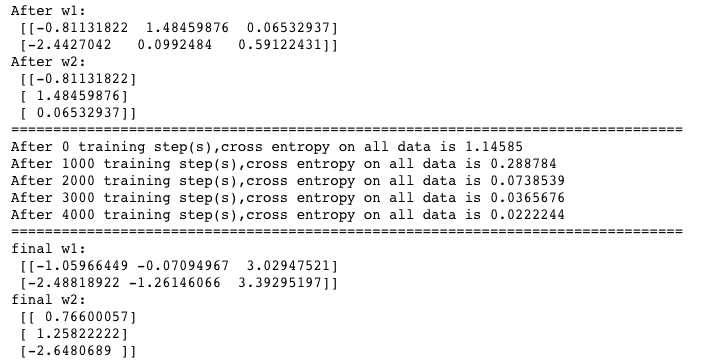 After w1:
[[-0.81131822  1.48459876  0.06532937]
[-2.4427042   0.0992484   0.59122431]]
After w2:
[[-0.81131822]
[ 1.48459876]
[ 0.06532937]]
================================================================================
After 0 training step(s),cross entropy on all data is 1.14585
After 1000 training step(s),cross entropy on all data is 0.288784
After 2000 training step(s),cross entropy on all data is 0.0738539
After 3000 training step(s),cross entropy on all data is 0.0365676
After 4000 training step(s),cross entropy on all data is 0.0222244
================================================================================
final w1:
[[-1.05966449 -0.07094967  3.02947521]
[-2.48818922 -1.26146066  3.39295197]]
final w2:
[[ 0.76600057]
[ 1.25822222]
[-2.6480689 ]]